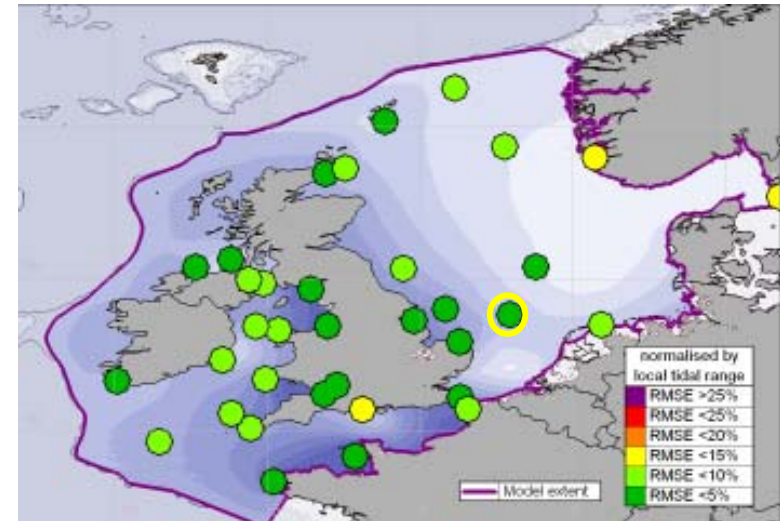 normalised by
local tidal range
RMSE >25%
RMSE <25%
RMSE <20%
RMSE <15%
RMSE <10%
RMSE <5%
Model extent